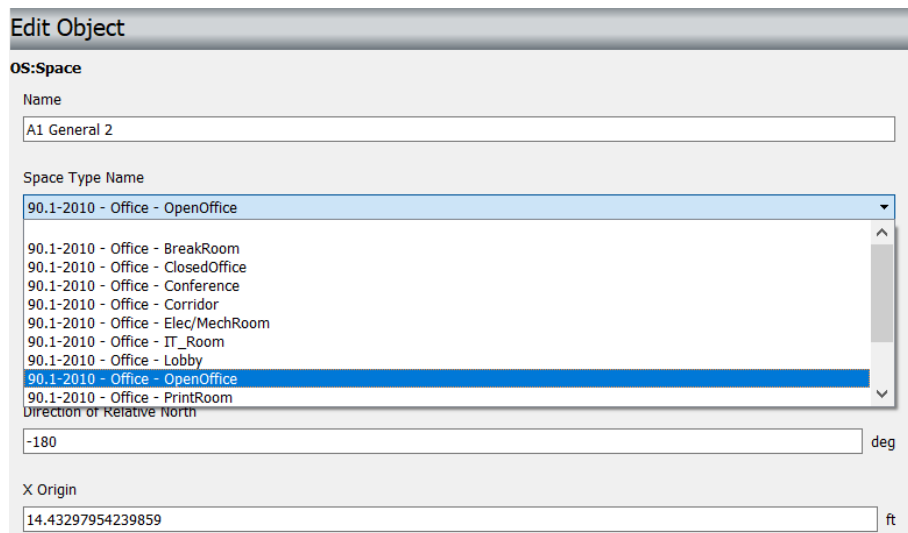 Edit Object
OS:Space
Name
A1 General 2
Space Type Name
90.1-2010 - Office - OpenOffice
90.1-2010 - Office - BreakRoom
90.1-2010 - Office - ClosedOffice
90.1-2010 - Office - Conference
90.1-2010 - Office - Corridor
90.1-2010 - Office - Elec/MechRoom
90.1-2010 - Office - IT_Room
90.1-2010 - Office - Lobby
90.1-2010 - Office - OpenOffice
90.1-2010 - Office - PrintRoom
Direction of Relative North
-180 deg
X Origin
14.43297954239859 ft